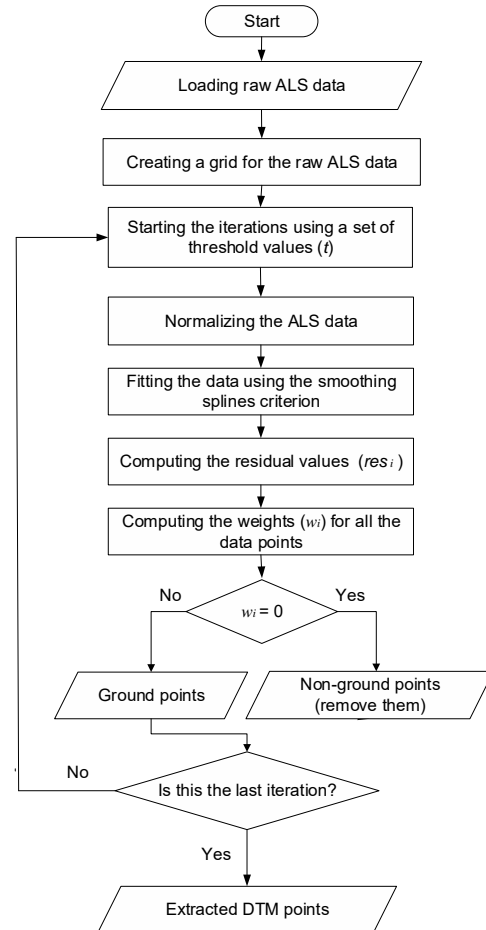 Start
Loading raw ALS data
Creating a grid for the raw ALS data
Starting the iterations using a set of
threshold values (t)
Normalizing the ALS data
Fitting the data using the smoothing
splines criterion
Computing the residual values (res i )
Computing the weights (wi) for all the
data points
No
Yes
wi = 0
Ground points
Non-ground points
(remove them)
No
Is this the last iteration?
Yes
Extracted DTM points